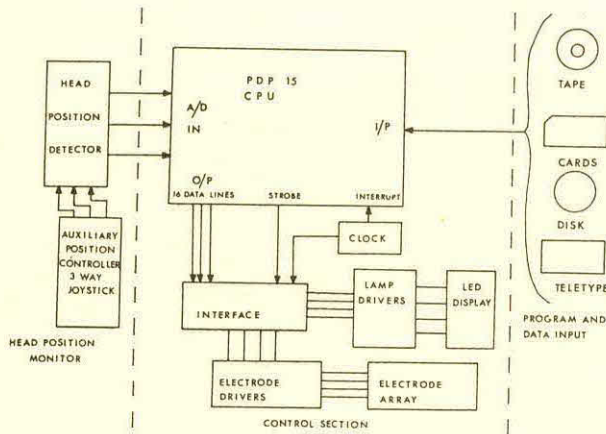 HEAD
POSITION
DETECTOR
AUXILIARY
POSITION
CONTROLLER
3 WAY
JOYSTICK
HEAD POSITION
MONITOR
PDP 15
CPU
A/D
IN
I/P
O/P
16 DATA LINES
STROBE
INTERRUPT
CLOCK
INTERFACE
LAMP
DRIVERS
LED
DISPLAY
ELECTRODE
DRIVERS
ELECTRODE
ARRAY
CONTROL SECTION
TAPE
CARDS
DISK
TELETYPE
PROGRAM AND
DATA INPUT